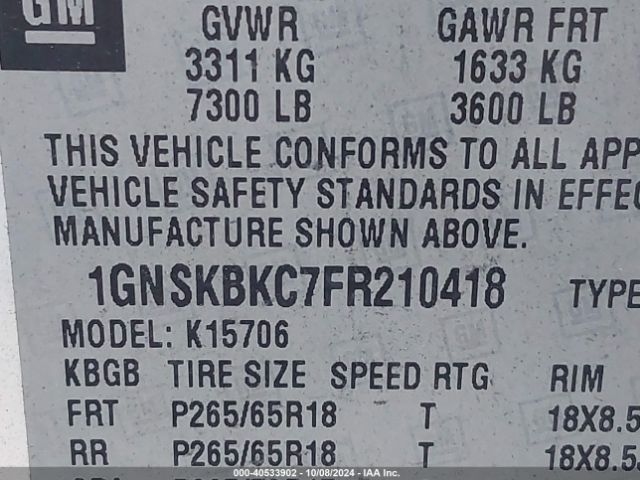 GM
GVWR GAWR FRT
3311 KG 1633 KG
7300 LB 3600 LB
THIS VEHICLE CONFORMS TO ALL APP
VEHICLE SAFETY STANDARDS IN EFFEC
MANUFACTURE SHOWN ABOVE.
1GNSKBKC7FR210418 TYPE
MODEL: K15706
KBGB TIRE SIZE SPEED RTG RIM
FRT P265/65R18 T 18X8.5
RR P265/65R18 T 18X8.5
000-40533902 - 10/08/2024 - IAA Inc.